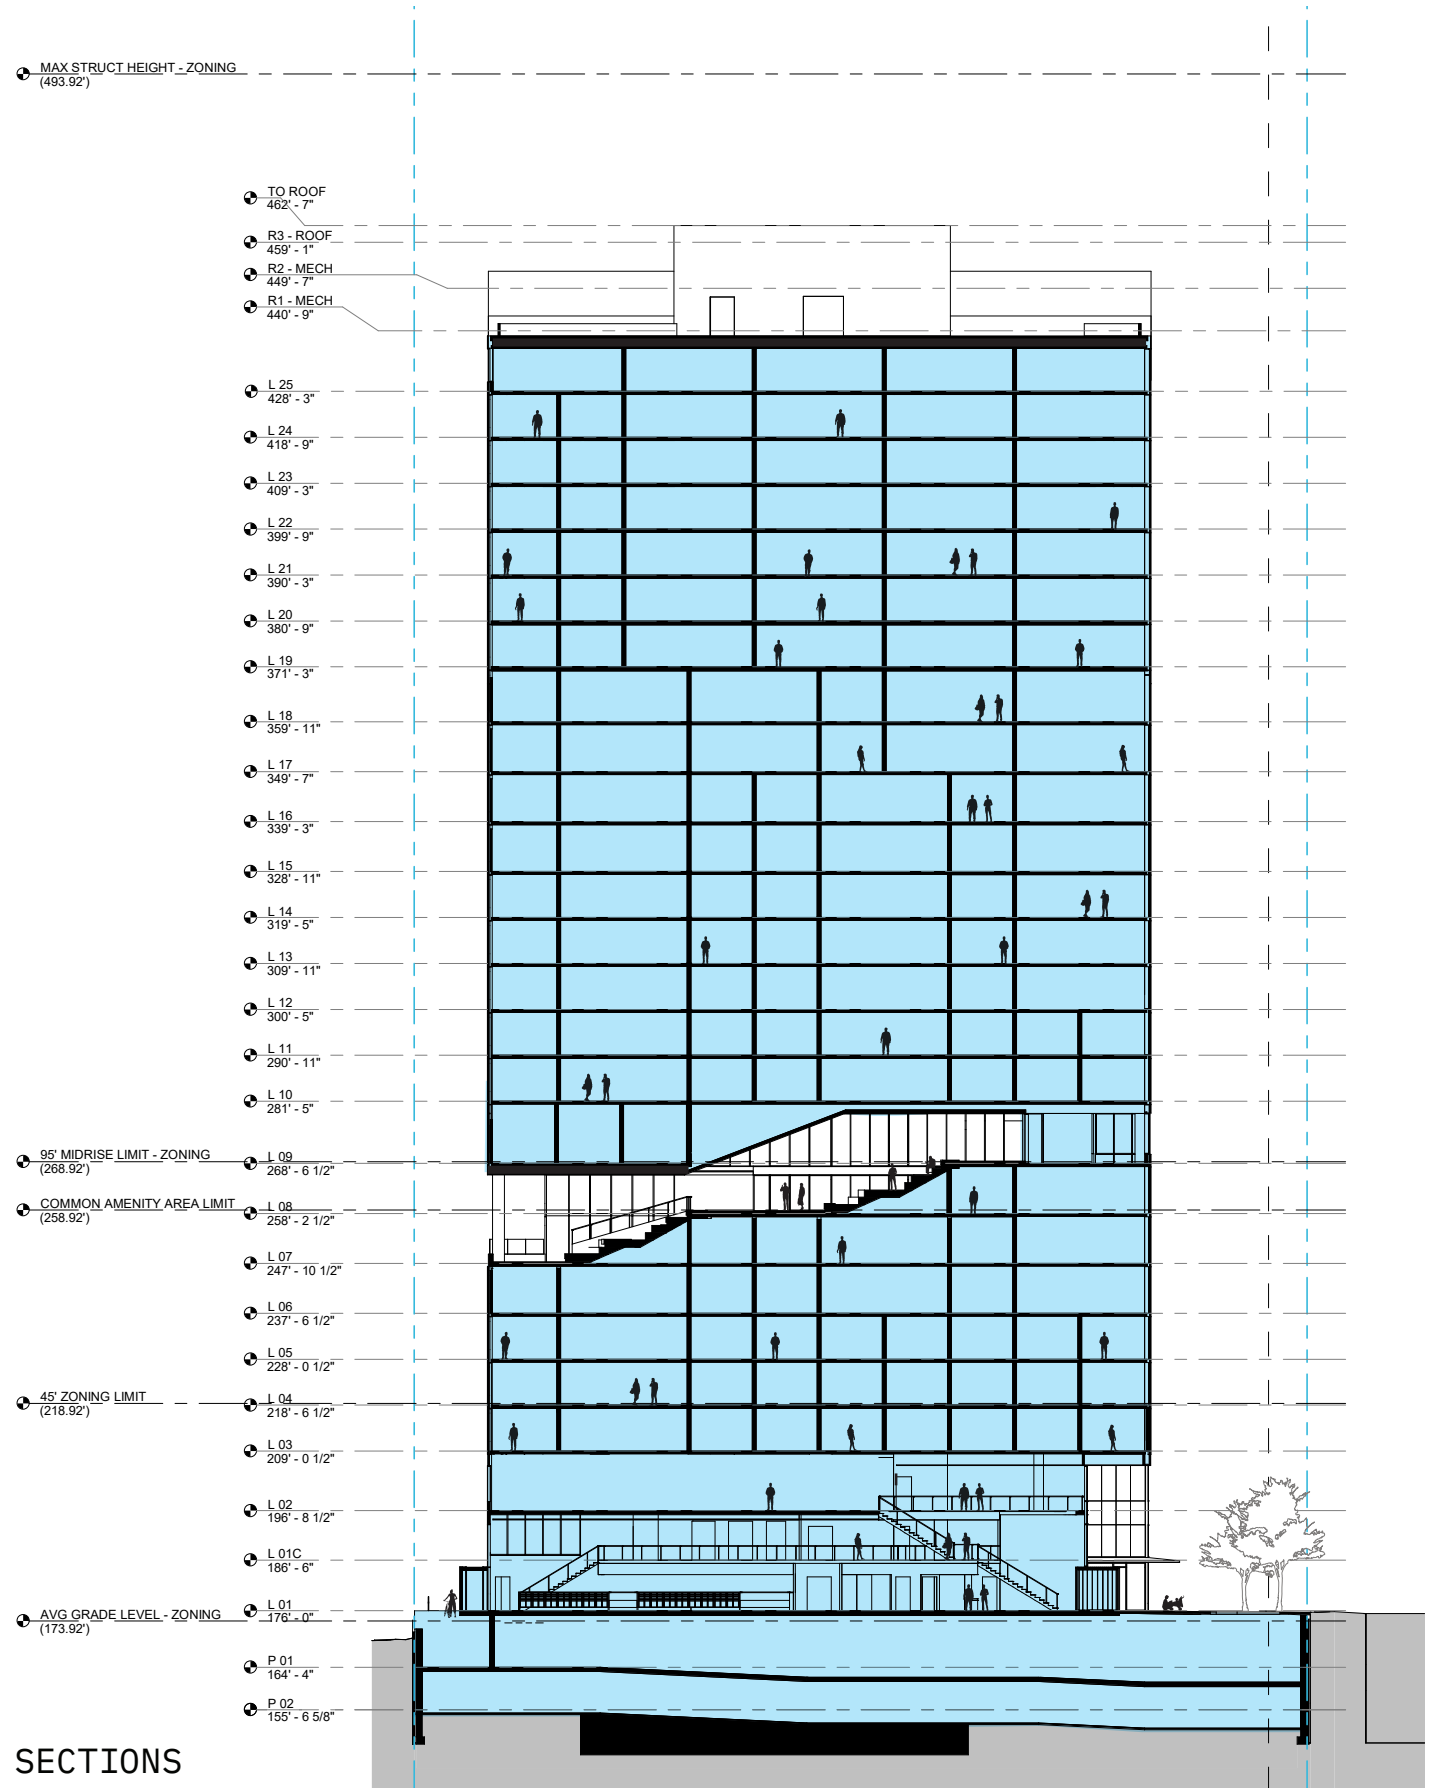 MAX STRUCT HEIGHT - ZONING
(493.92')
TO ROOF
462' - 7"
R3 - ROOF
459' - 1"
R2 - MECH
449' - 7"
R1 - MECH
440' - 9"
L 25
428' - 3"
L 24
418' - 9"
L 23
409' - 3"
L 22
399' - 9"
L 21
390' - 3"
L 20
380' - 9"
L 19
371' - 3"
L 18
359' - 11"
L 17
349' - 7"
L 16
339' - 3"
L 15
328' - 11"
L 14
319' - 5"
L 13
309' - 11"
L 12
300' - 5"
L 11
290' - 11"
L 10
281' - 5"
95' MIDRISE LIMIT - ZONING
(268.92')
L 09
268' - 6 1/2"
COMMON AMENITY AREA LIMIT
(258.92')
L 08
258' - 2 1/2"
L 07
247' - 10 1/2"
L 06
237' - 6 1/2"
L 05
228' - 0 1/2"
45' ZONING LIMIT
(218.92')
L 04
218' - 6 1/2"
L 03
209' - 0 1/2"
L 02
196' - 8 1/2"
L 01C
186' - 6"
L 01
176' - 0"
AVG GRADE LEVEL - ZONING
(173.92')
P 01
164' - 4"
P 02
155' - 6 5/8"
SECTIONS